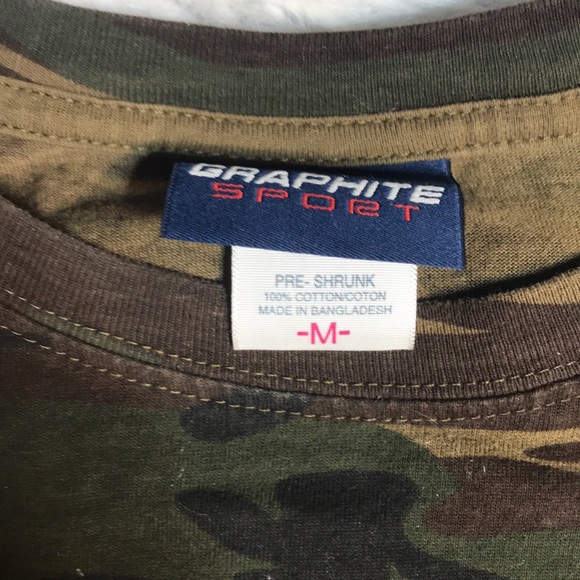 GRAPHITE
SPORT
PRE- SHRUNK
100% COTTON/COTON
MADE IN BANGLADESH
-M-